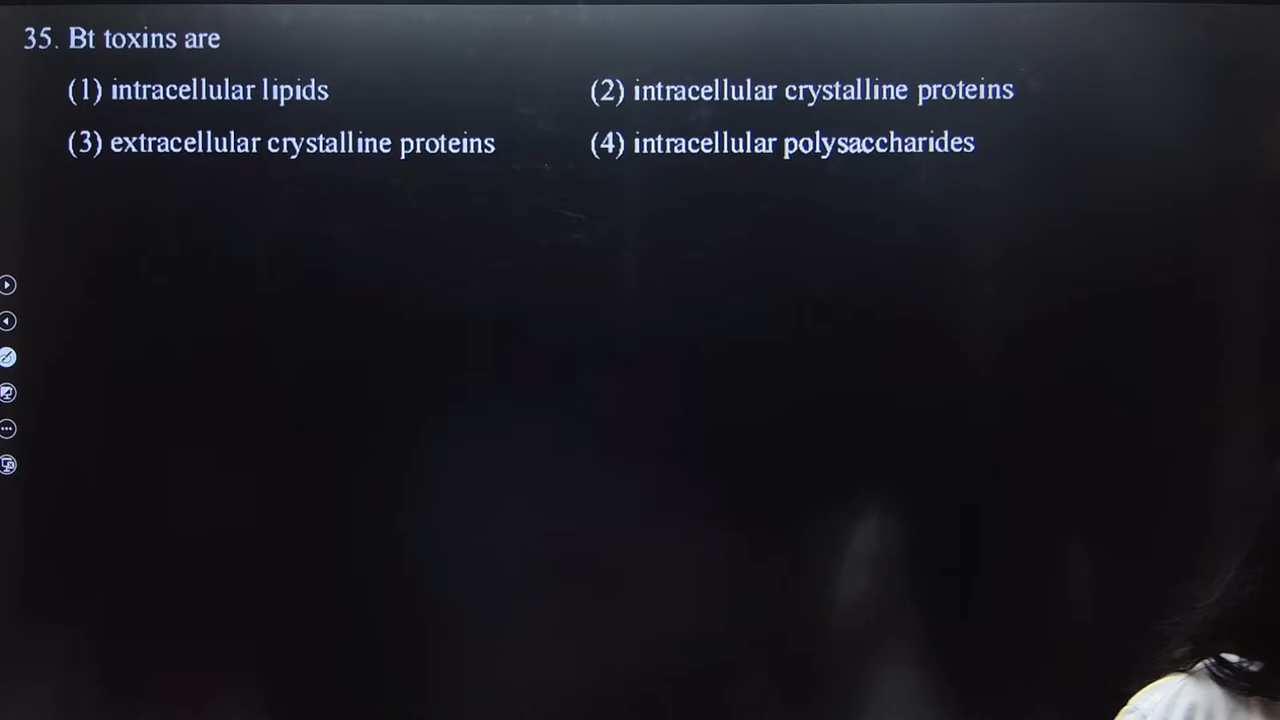 35. Bt toxins are
(1) intracellular lipids (2) intracellular crystalline proteins
(3) extracellular crystalline proteins (4) intracellular polysaccharides